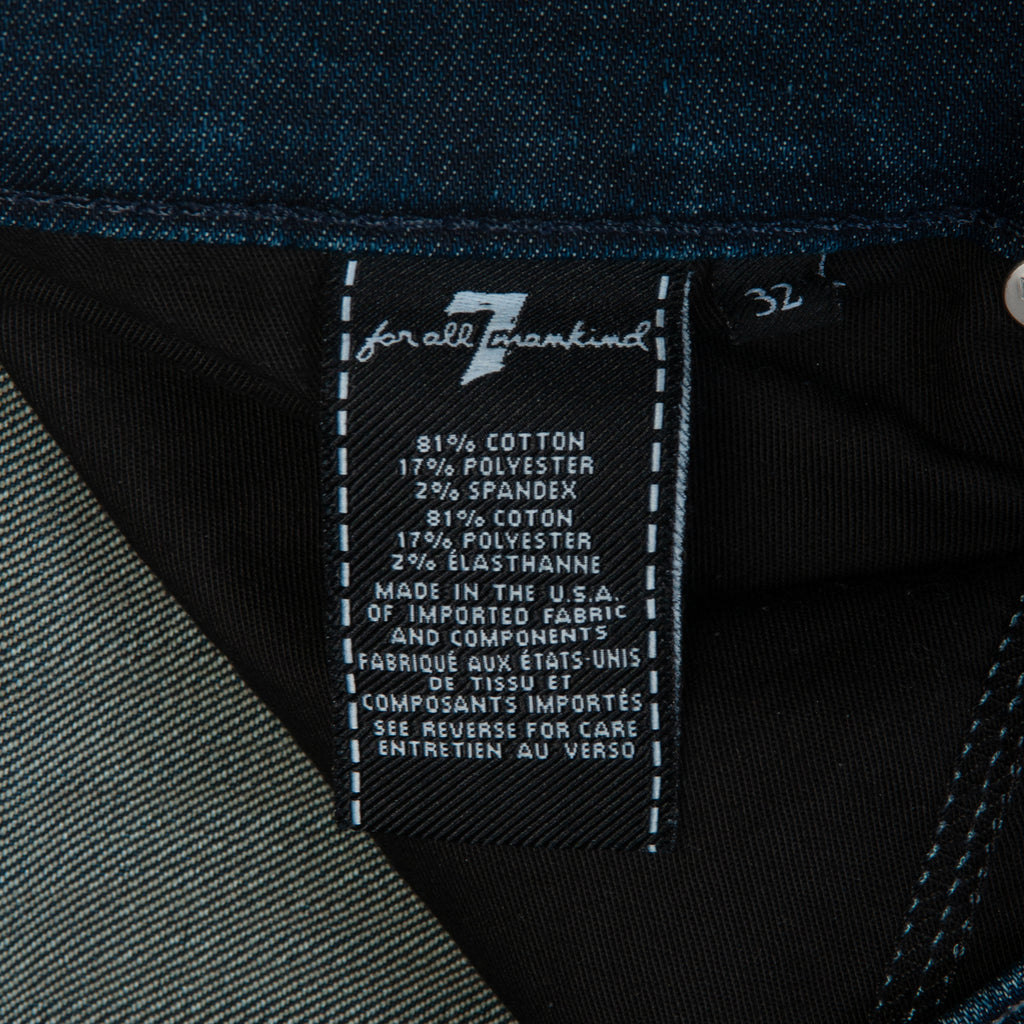 for all 7 mankind
32
81% COTTON
17% POLYESTER
2% SPANDEX
81% COTON
17% POLYESTER
2% ÉLASTHANNE
MADE IN THE U.S.A.
OF IMPORTED FABRIC
AND COMPONENTS
FABRIQUÉ AUX ÉTATS-UNIS
DE TISSU ET
COMPOSANTS IMPORTÉS
SEE REVERSE FOR CARE
ENTRETIEN AU VERSO